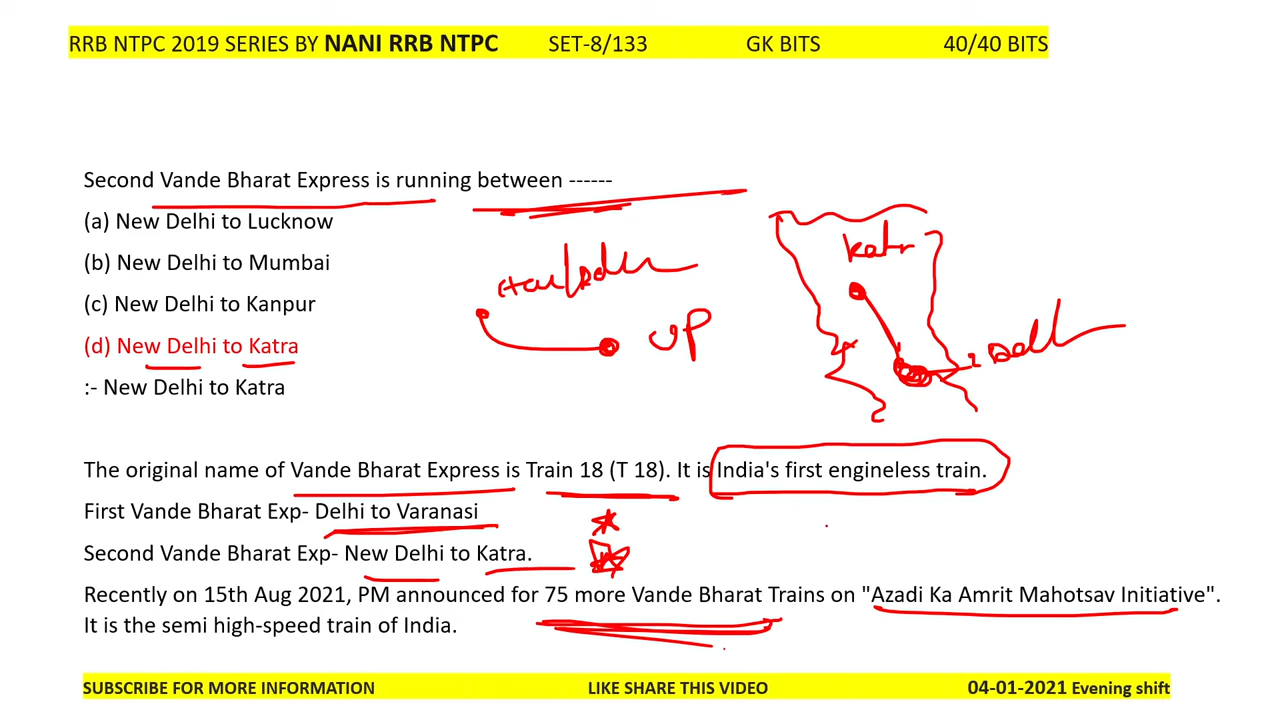 RRB NTPC 2019 SERIES BY NANI RRB NTPC SET-8/133 GK BITS 40/40 BITS
Second Vande Bharat Express is running between ------
(a) New Delhi to Lucknow
(b) New Delhi to Mumbai
(c) New Delhi to Kanpur
(d) New Delhi to Katra
:- New Delhi to Katra
katr
UP
The original name of Vande Bharat Express is Train 18 (T 18). It is India's first engineless train.
First Vande Bharat Exp- Delhi to Varanasi
Second Vande Bharat Exp- New Delhi to Katra.
Recently on 15th Aug 2021, PM announced for 75 more Vande Bharat Trains on "Azadi Ka Amrit Mahotsav Initiative".
It is the semi high-speed train of India.
SUBSCRIBE FOR MORE INFORMATION LIKE SHARE THIS VIDEO 04-01-2021 Evening shift